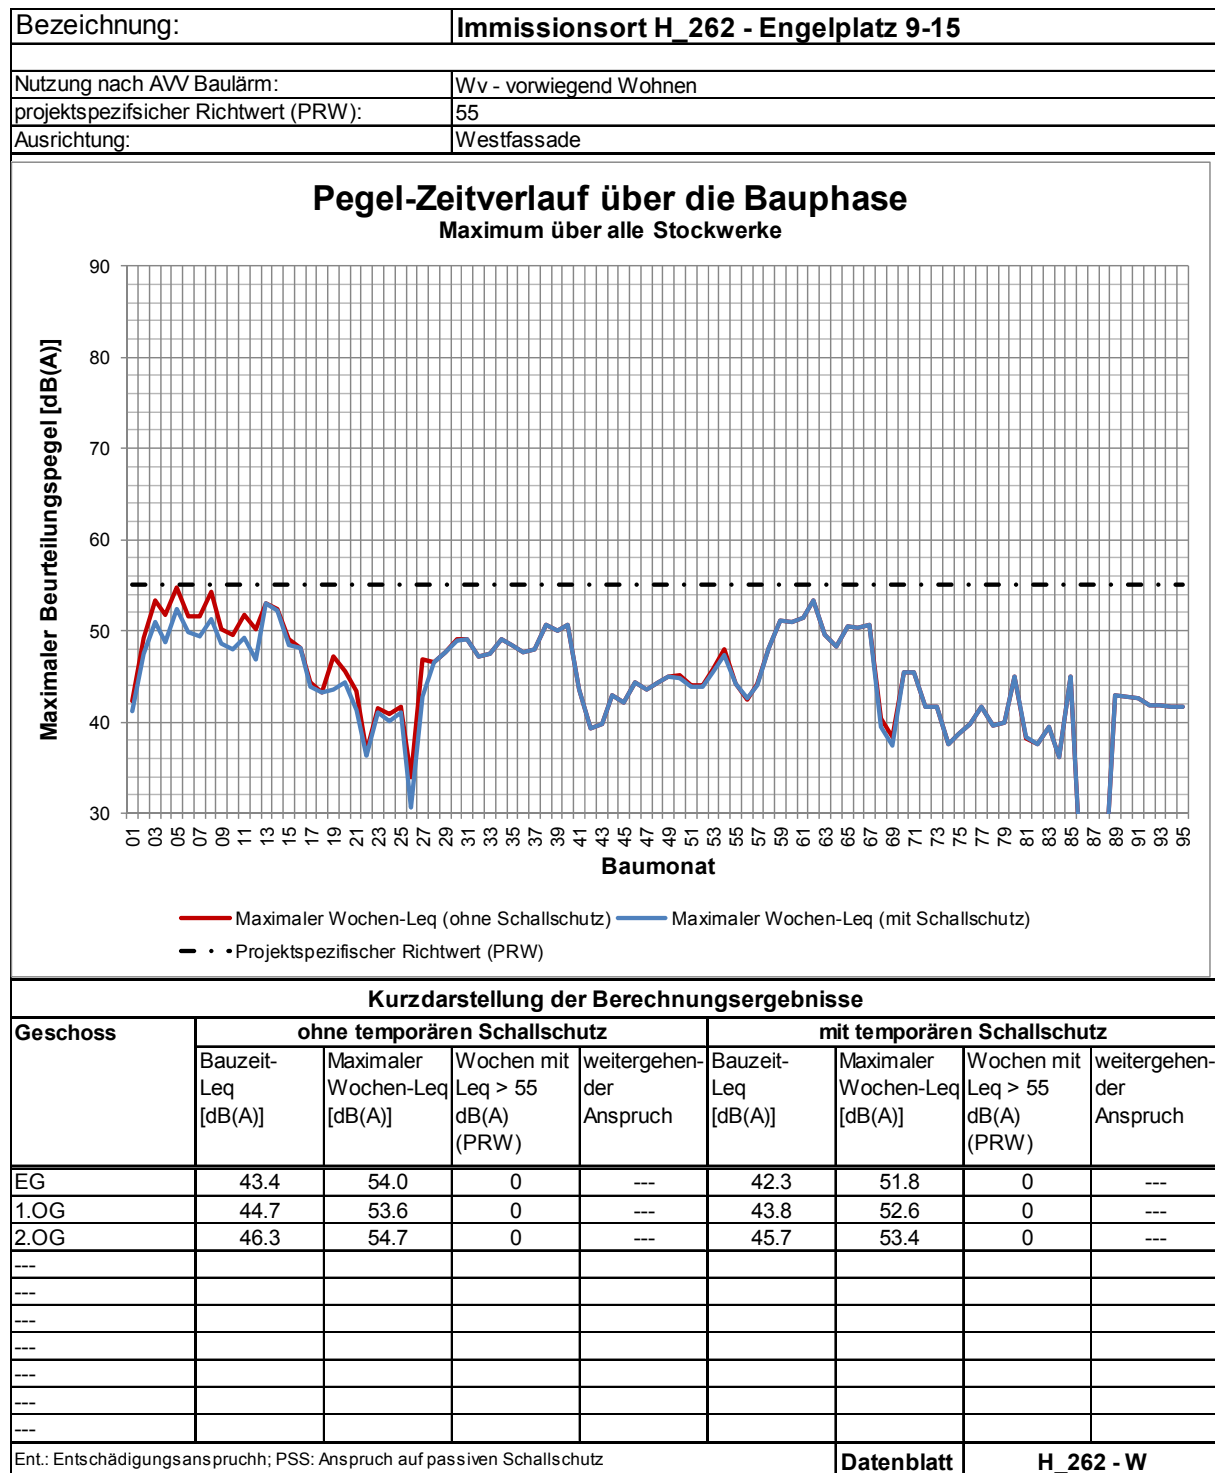 Bezeichnung: Immissionsort H_262 - Engelplatz 9-15
Nutzung nach AVV Baulärm: Wv - vorwiegend Wohnen
projektspezifsicher Richtwert (PRW): 55
Ausrichtung: Westfassade
Pegel-Zeitverlauf über die Bauphase
Maximum über alle Stockwerke
Maximaler Beurteilungspegel [dB(A)]
90
80
70
60
50
40
30
01 03 05 07 09 11 13 15 17 19 21 23 25 27 29 31 33 35 37 39 41 43 45 47 49 51 53 55 57 59 61 63 65 67 69 71 73 75 77 79 81 83 85 87 89 91 93 95
Baumonat
Maximaler Wochen-Leq (ohne Schallschutz) Maximaler Wochen-Leq (mit Schallschutz)
Projektspezifischer Richtwert (PRW)
Kurzdarstellung der Berechnungsergebnisse
Geschoss ohne temporären Schallschutz mit temporären Schallschutz
Bauzeit- Maximaler Wochen mit weitergehen- Bauzeit- Maximaler Wochen mit weitergehen-
Leq Wochen-Leq Leq > 55 der Leq Wochen-Leq Leq > 55 der
[dB(A)] [dB(A)] dB(A) Anspruch [dB(A)] [dB(A)] dB(A) Anspruch
(PRW) (PRW)
EG 43.4 54.0 0 --- 42.3 51.8 0 ---
1.OG 44.7 53.6 0 --- 43.8 52.6 0 ---
2.OG 46.3 54.7 0 --- 45.7 53.4 0 ---
---
---
---
---
---
---
---
Ent.: Entschädigungsanspruchh; PSS: Anspruch auf passiven Schallschutz Datenblatt H_262 - W